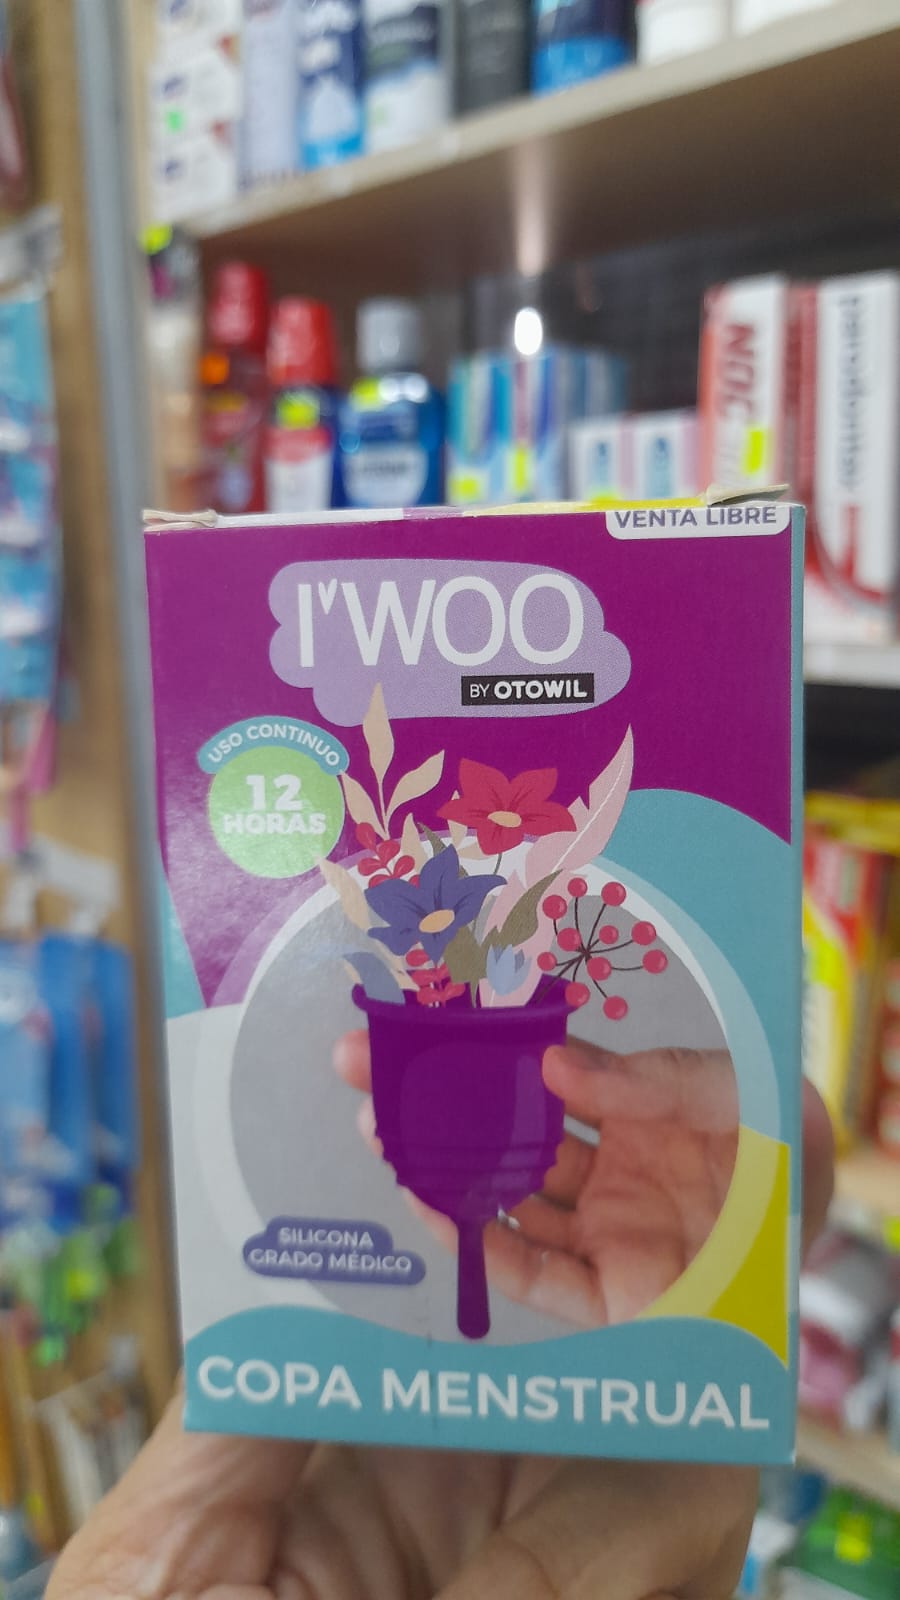 VENTA LIBRE
I'WOO
BY OTOWIL
USO CONTINUO
12
HORAS
SILICONA
GRADO MÉDICO
COPA MENSTRUAL